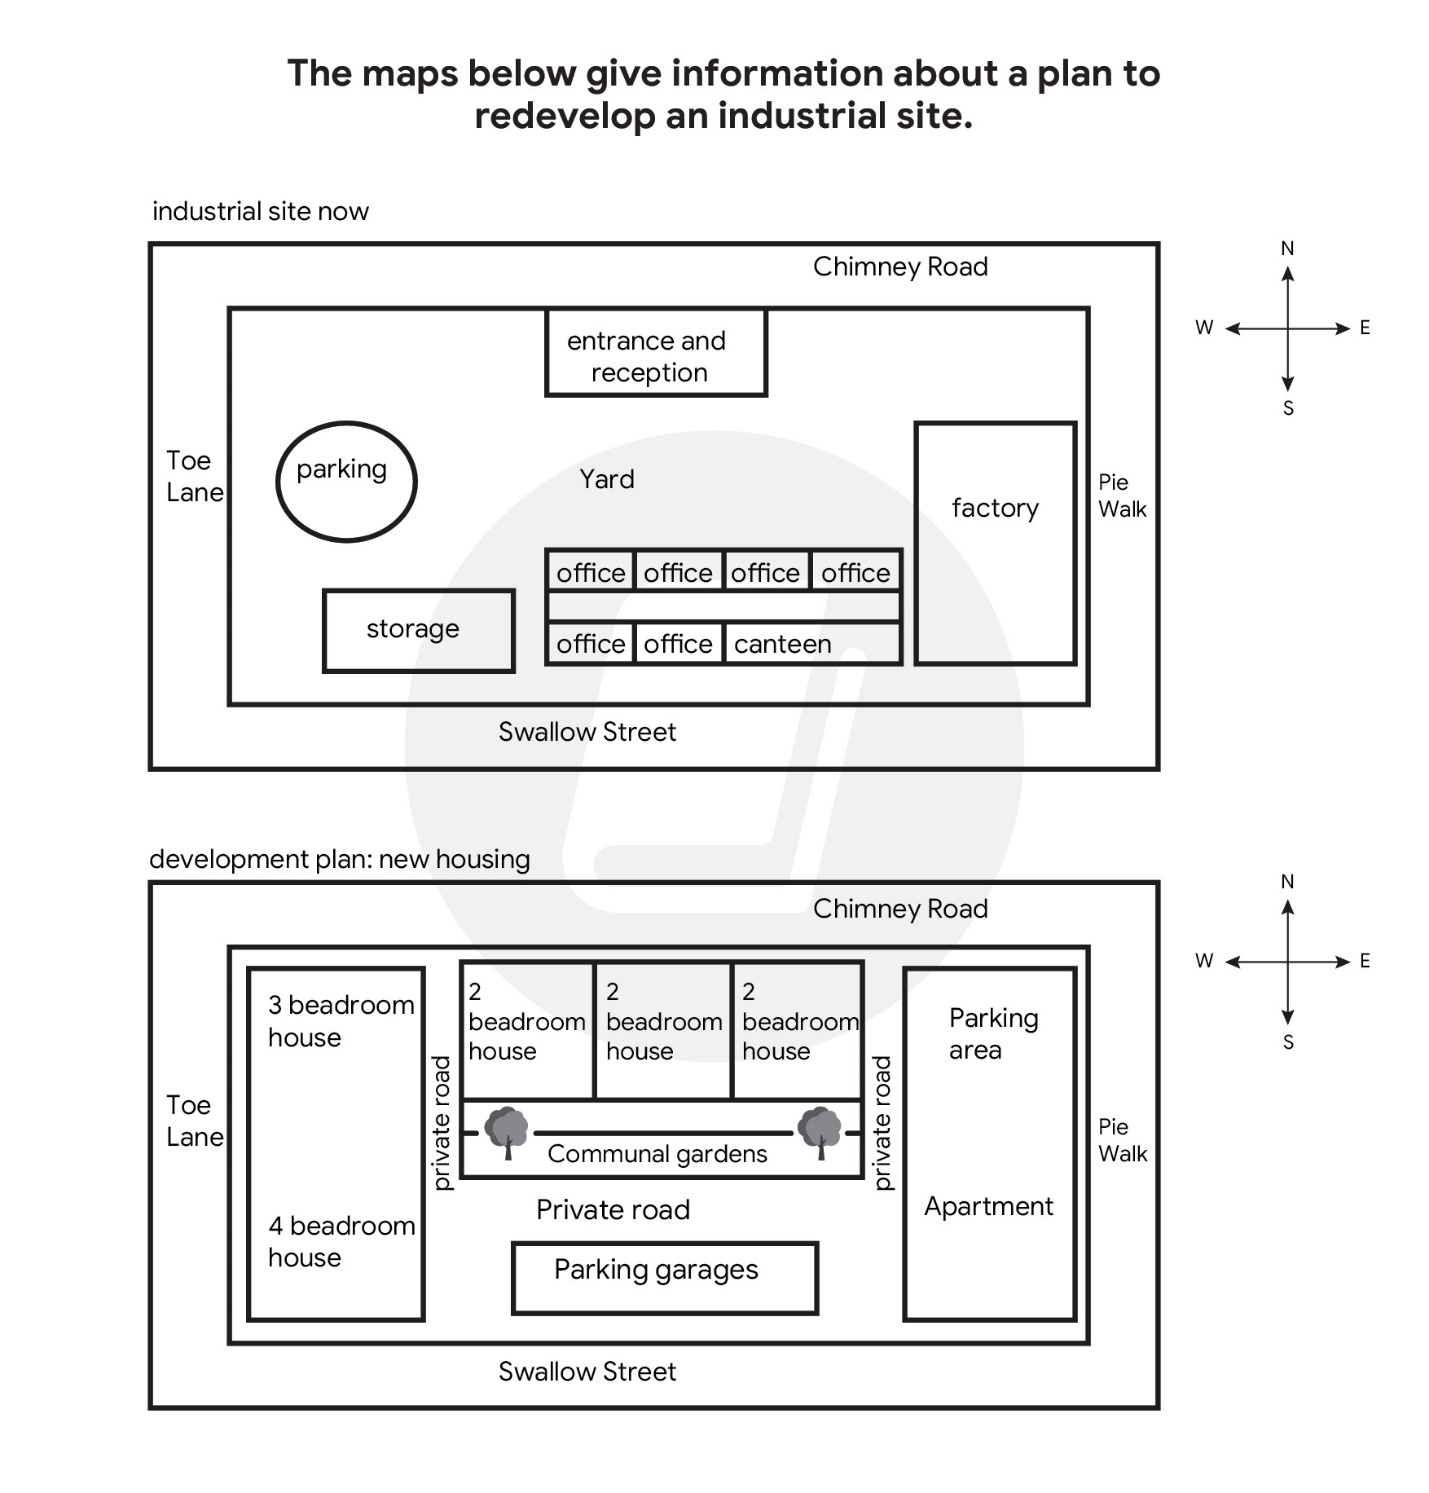 The maps below give information about a plan to
redevelop an industrial site.
industrial site now
Chimney Road
N
W
E
S
entrance and
reception
Toe
Lane
parking
Yard
factory
Pie
Walk
office
office
office
office
storage
office
office
canteen
Swallow Street
development plan: new housing
Chimney Road
N
W
E
S
3 beadroom
house
2
beadroom
house
2
beadroom
house
2
beadroom
house
Parking
area
Toe
Lane
private road
private road
Pie
Walk
Communal gardens
4 beadroom
house
Private road
Apartment
Parking garages
Swallow Street